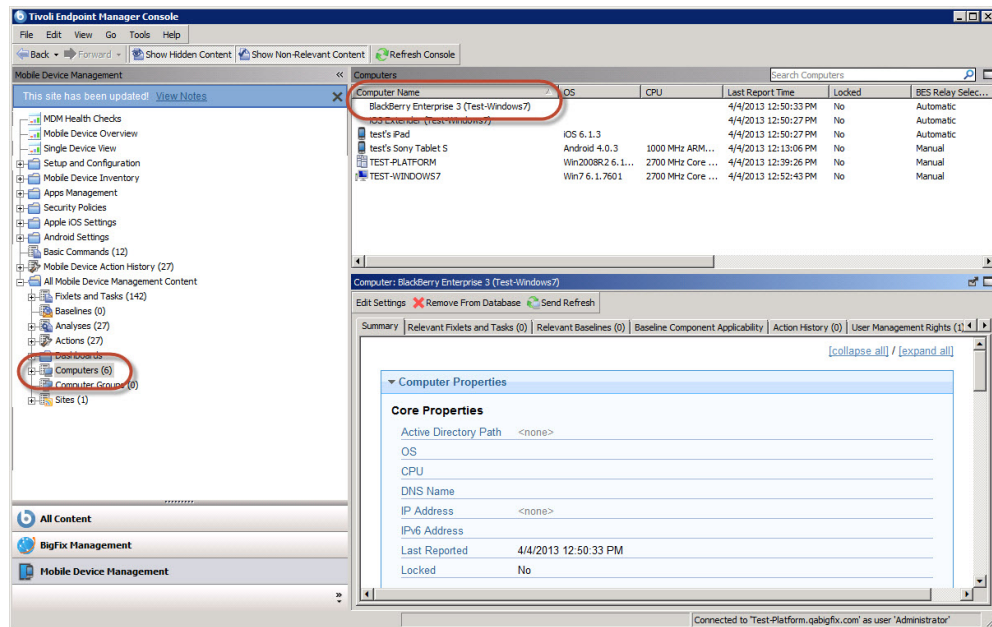 Tivoli Endpoint Manager Console
File Edit View Go Tools Help
Back Forward Show Hidden Content Show Non-Relevant Content Refresh Console
Mobile Device Management «
This site has been updated! View Notes X
MDM Health Checks
Mobile Device Overview
Single Device View
Setup and Configuration
Mobile Device Inventory
Apps Management
Security Policies
Apple iOS Settings
Android Settings
Basic Commands (12)
Mobile Device Action History (27)
All Mobile Device Management Content
Fixlets and Tasks (142)
Baselines (0)
Analyses (27)
Actions (27)
Dashboards
Computers (6)
Computer Groups (0)
Sites (1)
All Content
BigFix Management
Mobile Device Management
»
Computers Search Computers
Computer Name OS CPU Last Report Time Locked BES Relay Selec...
BlackBerry Enterprise 3 (Test-Windows7) 4/4/2013 12:50:33 PM No Automatic
iOS Extender (Test-Windows7) 4/4/2013 12:50:27 PM No Automatic
test's iPad iOS 6.1.3 4/4/2013 12:50:27 PM No Automatic
test's Sony Tablet S Android 4.0.3 1000 MHz ARM... 4/4/2013 12:13:06 PM No Manual
TEST-PLATFORM Win2008R2 6.1... 2700 MHz Core ... 4/4/2013 12:39:26 PM No Manual
TEST-WINDOWS7 Win7 6.1.7601 2700 MHz Core ... 4/4/2013 12:52:43 PM No Manual
Computer: BlackBerry Enterprise 3 (Test-Windows7)
Edit Settings Remove From Database Send Refresh
Summary Relevant Fixlets and Tasks (0) Relevant Baselines (0) Baseline Component Applicability Action History (0) User Management Rights (1)
[collapse all] / [expand all]
Computer Properties
Core Properties
Active Directory Path <none>
OS
CPU
DNS Name
IP Address <none>
IPv6 Address
Last Reported 4/4/2013 12:50:33 PM
Locked No
Connected to 'Test-Platform.qabigfix.com' as user 'Administrator'